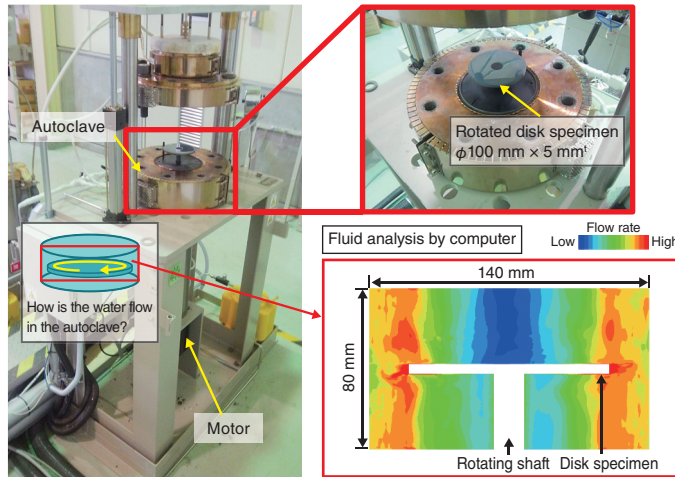 Autoclave
Rotated disk specimen
φ100 mm × 5 mmᵗ
Fluid analysis by computer
Flow rate
Low
High
How is the water flow
in the autoclave?
140 mm
80 mm
Motor
Rotating shaft
Disk specimen